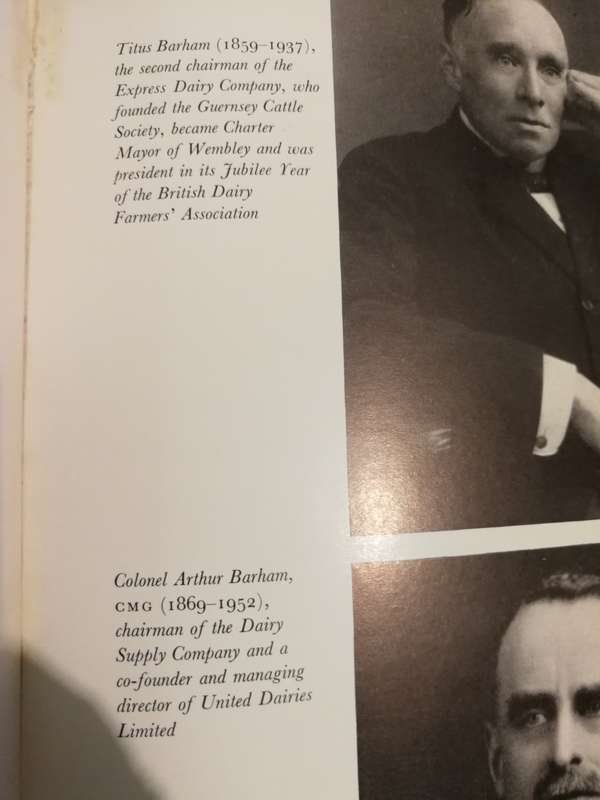 Titus Barham (1859–1937),
the second chairman of the
Express Dairy Company, who
founded the Guernsey Cattle
Society, became Charter
Mayor of Wembley and was
president in its Jubilee Year
of the British Dairy
Farmers' Association
Colonel Arthur Barham,
CMG (1869–1952),
chairman of the Dairy
Supply Company and a
co-founder and managing
director of United Dairies
Limited